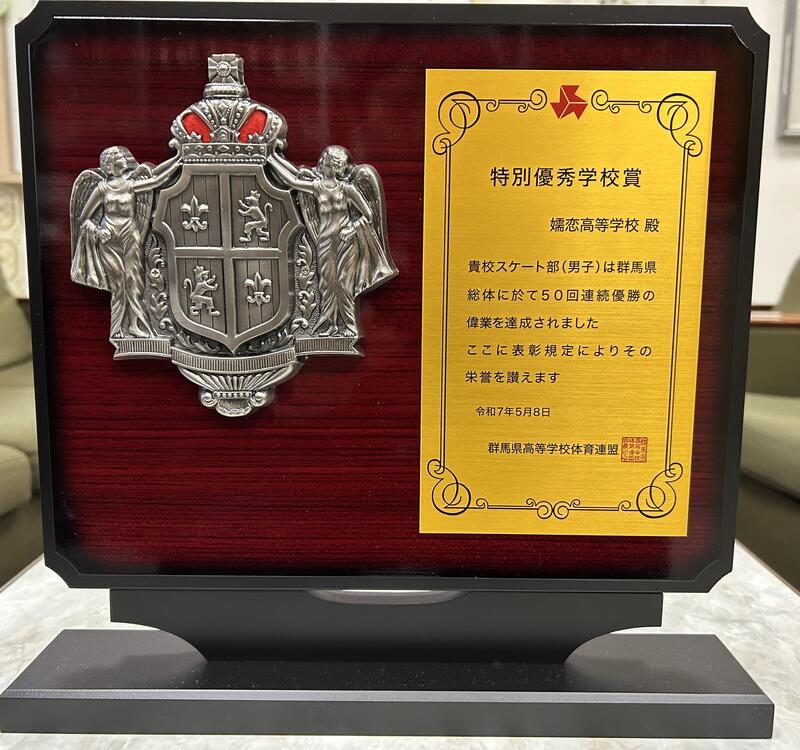 特別優秀学校賞
嬬恋高等学校 殿
貴校スケート部(男子)は群馬県
総体に於て50回連続優勝の
偉業を達成されました
ここに表彰規定によりその
栄誉を讃えます
令和7年5月8日
群馬県高等学校体育連盟